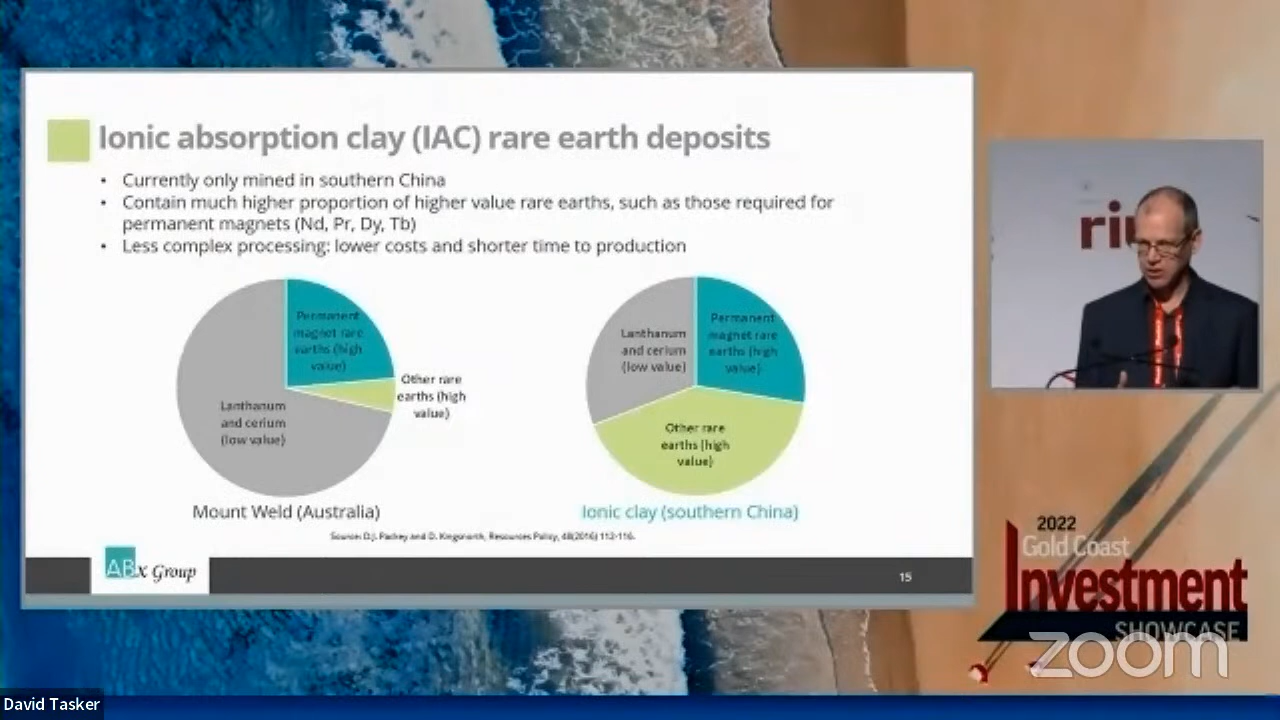 Ionic absorption clay (IAC) rare earth deposits
• Currently only mined in southern China
• Contain much higher proportion of higher value rare earths, such as those required for
permanent magnets (Nd, Pr, Dy, Tb)
• Less complex processing: lower costs and shorter time to production
Permanent
magnet rare
earths (high
value)
Other rare
earths (high
value)
Lanthanum
and cerium
(low value)
Mount Weld (Australia)
Lanthanum
and cerium
(low value)
Permanent
magnet rare
earths (high
value)
Other rare
earths (high
value)
Ionic clay (southern China)
Source: D.J. Packey and D. Kingsnorth, Resources Policy, 48(2016) 112-116.
ABx Group
15
2022
Gold Coast
Investment
SHOWCASE
zoom
David Tasker